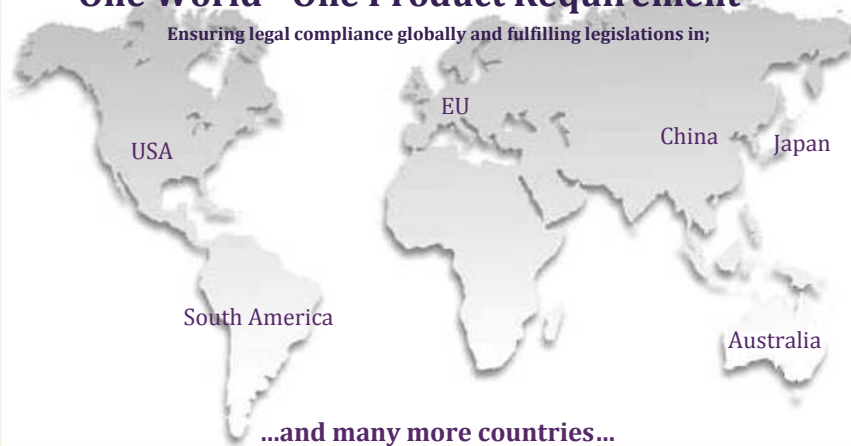 One World - One Product Requirement
Ensuring legal compliance globally and fulfilling legislations in;
EU
China
Japan
USA
South America
Australia
...and many more countries...